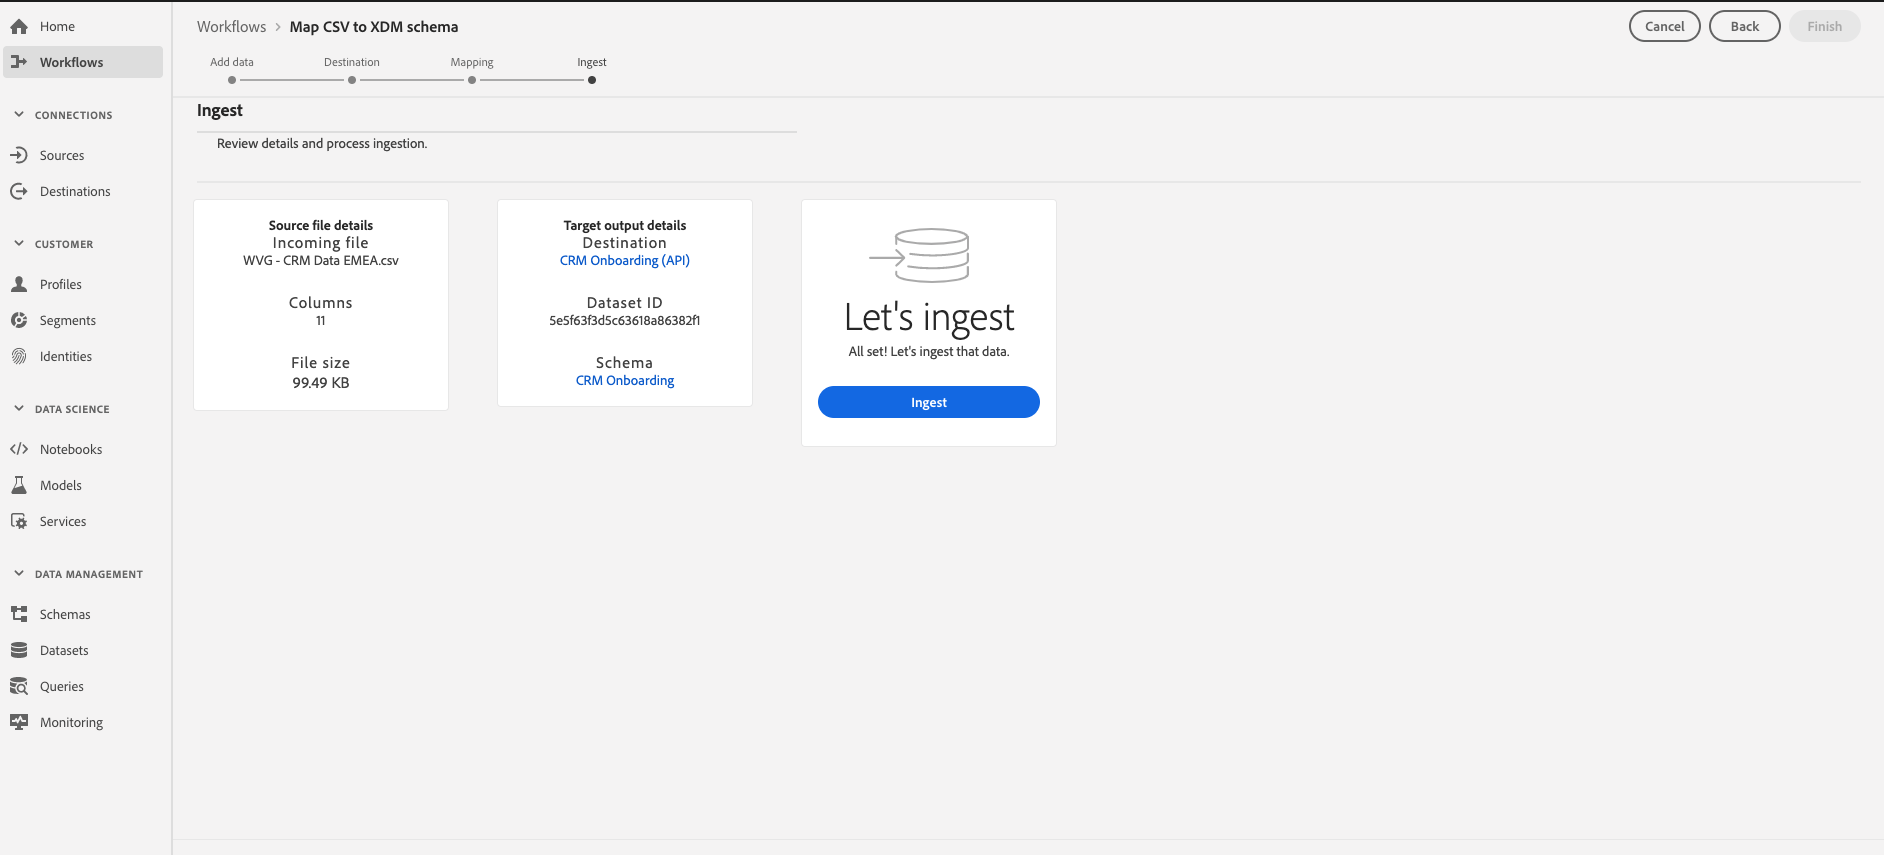 Home
Workflows
CONNECTIONS
Sources
Destinations
CUSTOMER
Profiles
Segments
Identities
DATA SCIENCE
Notebooks
Models
Services
DATA MANAGEMENT
Schemas
Datasets
Queries
Monitoring
Workflows > Map CSV to XDM schema
Cancel
Back
Finish
Add data
Destination
Mapping
Ingest
Ingest
Review details and process ingestion.
Source file details
Incoming file
WVG - CRM Data EMEA.csv
Columns
11
File size
99.49 KB
Target output details
Destination
CRM Onboarding (API)
Dataset ID
5e5f63f3d5c63618a86382f1
Schema
CRM Onboarding
Let's ingest
All set! Let's ingest that data.
Ingest